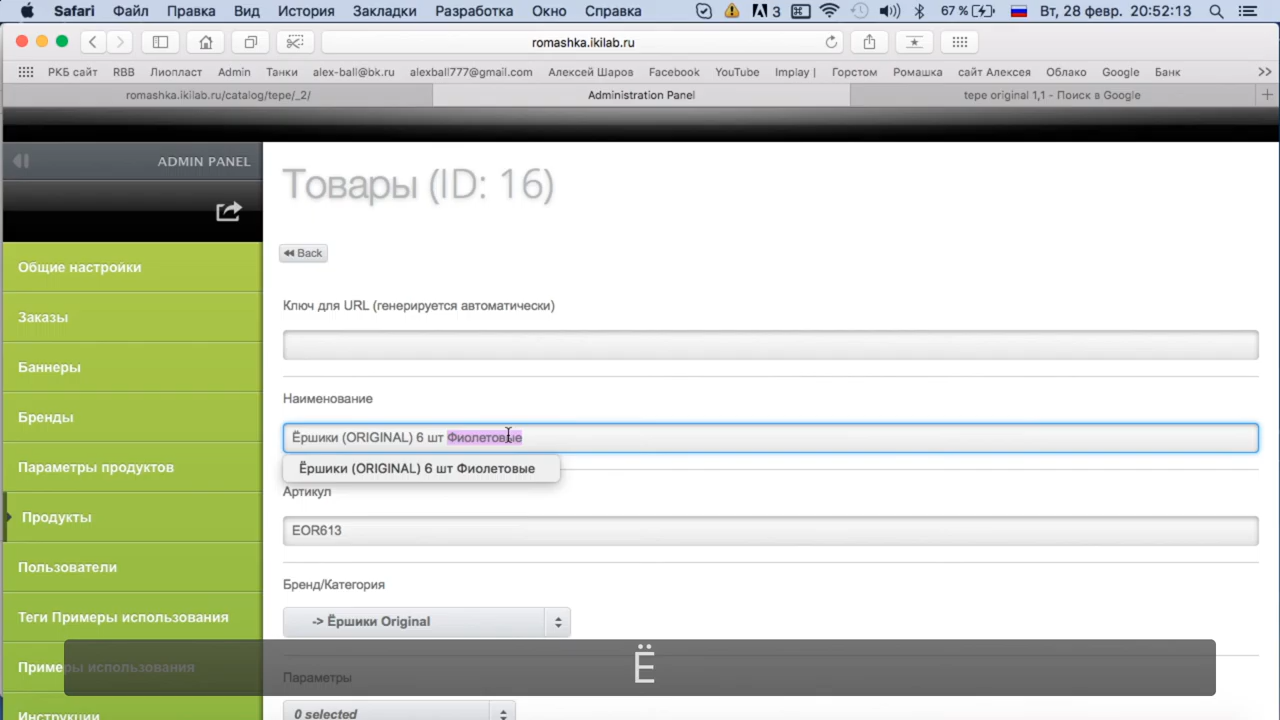 Safari Файл Правка Вид История Закладки Разработка Окно Справка 3 67 % Вт, 28 февр. 20:52:13
romashka.ikilab.ru
РКБ сайт RBB Лиопласт Admin Танки alex-ball@bk.ru alexball777@gmail.com Алексей Шаров Facebook YouTube Implay | Горстом Ромашка сайт Алексея Облако Google Банк >>
romashka.ikilab.ru/catalog/tepe/_2/ Administration Panel tepe original 1,1 - Поиск в Google
ADMIN PANEL
Товары (ID: 16)
Back
Общие настройки
Заказы
Баннеры
Бренды
Параметры продуктов
Продукты
Пользователи
Теги Примеры использования
Примеры использования
Инструкции
Ключ для URL (генерируется автоматически)
Наименование
Ёршики (ORIGINAL) 6 шт Фиолетовые
Ёршики (ORIGINAL) 6 шт Фиолетовые
Артикул
EOR613
Бренд/Категория
-> Ёршики Original
Ё
Параметры
0 selected